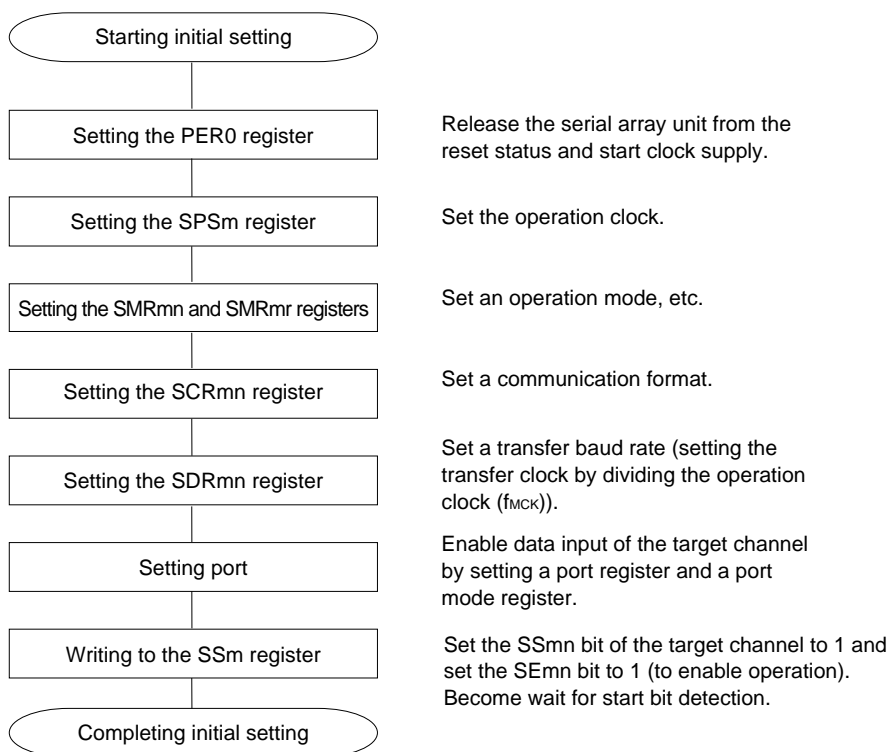 Starting initial setting
Setting the PER0 register
Release the serial array unit from the
reset status and start clock supply.
Setting the SPSm register
Set the operation clock.
Setting the SMRmn and SMRmr registers
Set an operation mode, etc.
Setting the SCRmn register
Set a communication format.
Setting the SDRmn register
Set a transfer baud rate (setting the
transfer clock by dividing the operation
clock (fMCK)).
Setting port
Enable data input of the target channel
by setting a port register and a port
mode register.
Writing to the SSm register
Set the SSmn bit of the target channel to 1 and
set the SEmn bit to 1 (to enable operation).
Become wait for start bit detection.
Completing initial setting